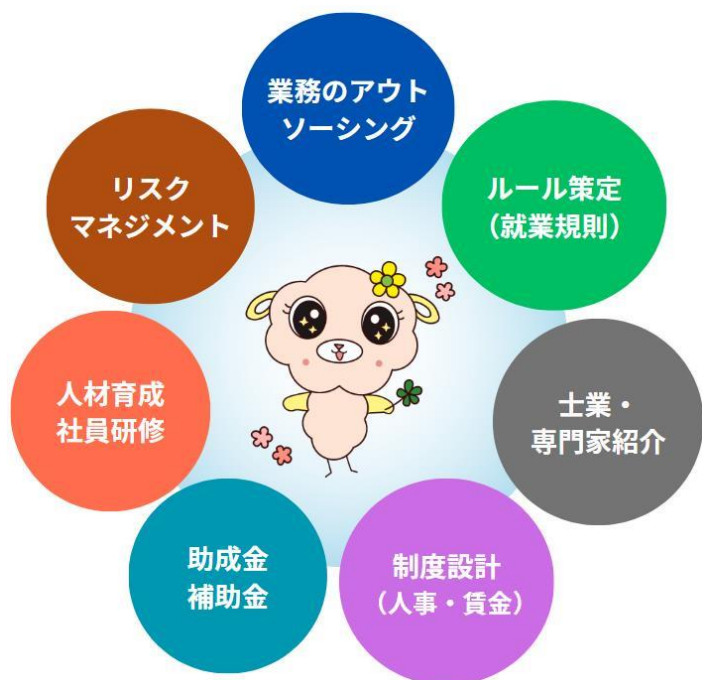 業務のアウト
ソーシング
ルール策定
（就業規則）
士業・
専門家紹介
制度設計
（人事・賃金）
助成金
補助金
人材育成
社員研修
リスク
マネジメント